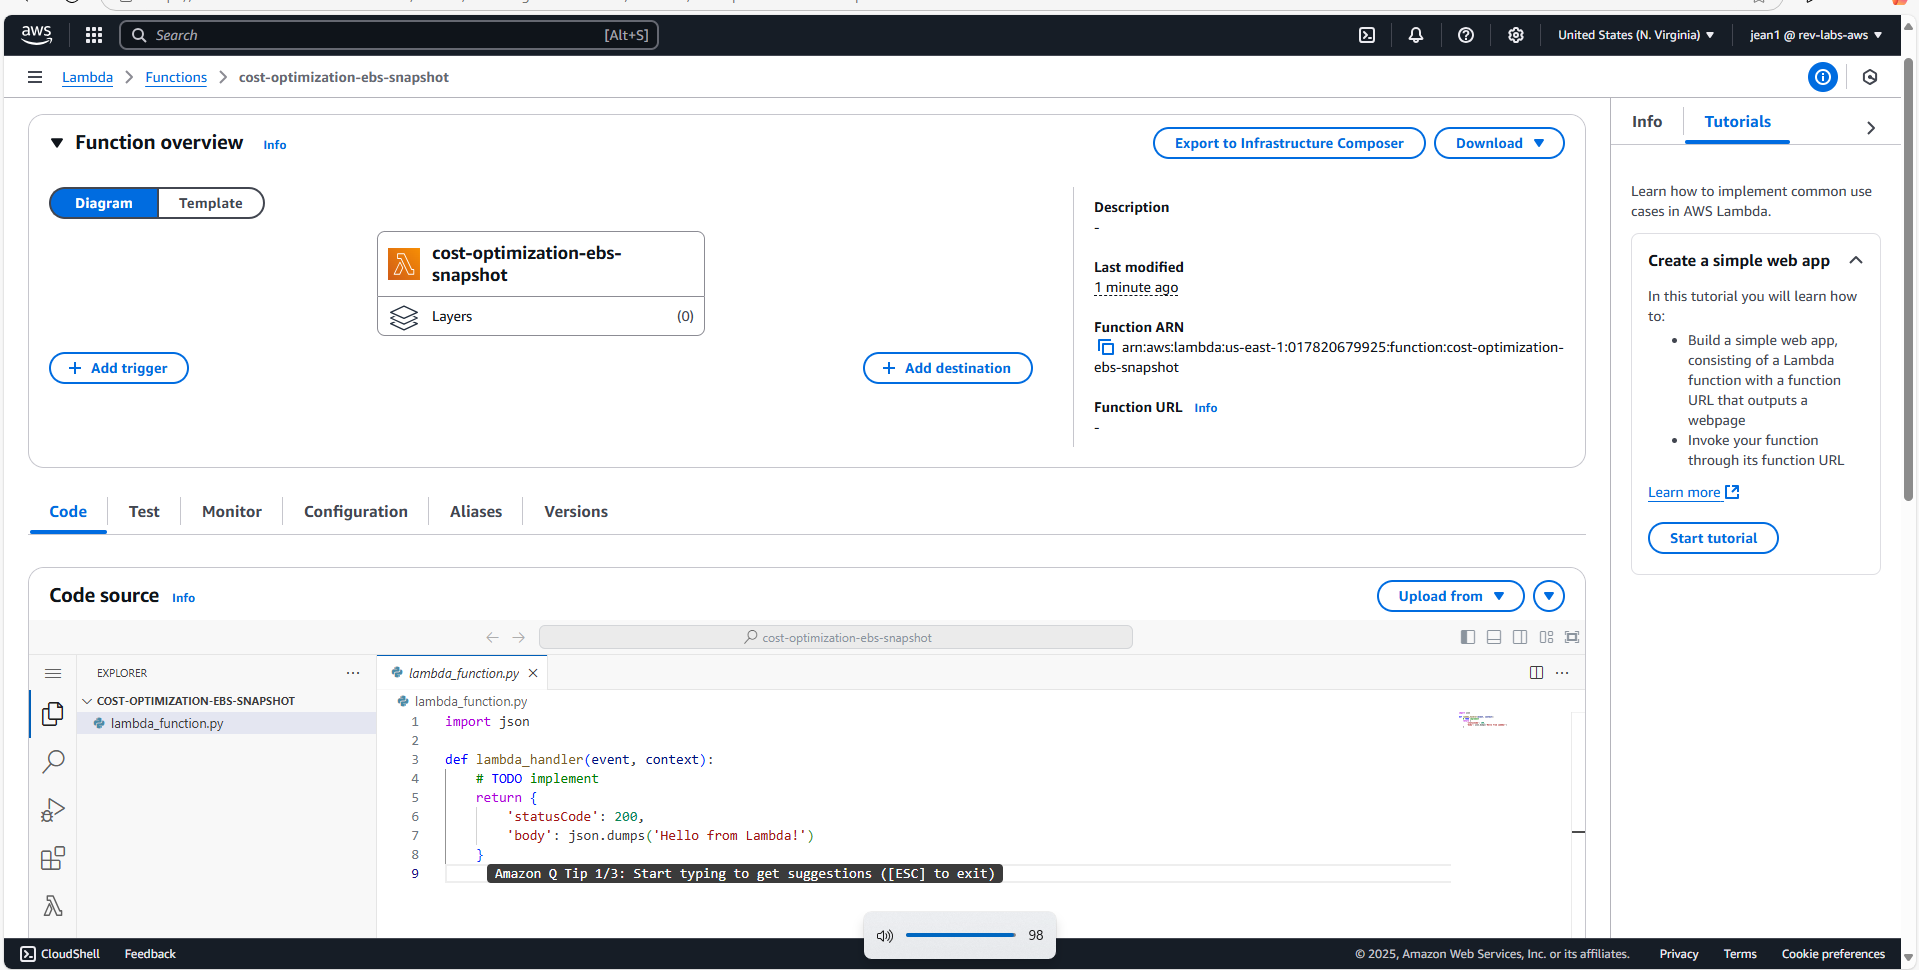 aws
Search [Alt+S]
United States (N. Virginia)
jean1 @ rev-labs-aws
Lambda
Functions
cost-optimization-ebs-snapshot
Function overview
Info
Export to Infrastructure Composer
Download
Diagram
Template
cost-optimization-ebs-
snapshot
Layers
(0)
Add trigger
Add destination
Description
-
Last modified
1 minute ago
Function ARN
arn:aws:lambda:us-east-1:017820679925:function:cost-optimization-
ebs-snapshot
Function URL Info
-
Info
Tutorials
Learn how to implement common use
cases in AWS Lambda.
Create a simple web app
In this tutorial you will learn how
to:
• Build a simple web app,
consisting of a Lambda
function with a function
URL that outputs a
webpage
• Invoke your function
through its function URL
Learn more
Start tutorial
Code
Test
Monitor
Configuration
Aliases
Versions
Code source
Info
Upload from
cost-optimization-ebs-snapshot
EXPLORER
COST-OPTIMIZATION-EBS-SNAPSHOT
lambda_function.py
lambda_function.py
lambda_function.py
1 import json
2
3 def lambda_handler(event, context):
4 # TODO implement
5 return {
6 'statusCode': 200,
7 'body': json.dumps('Hello from Lambda!')
8 }
9 Amazon Q Tip 1/3: Start typing to get suggestions ([ESC] to exit)
98
CloudShell
Feedback
© 2025, Amazon Web Services, Inc. or its affiliates.
Privacy
Terms
Cookie preferences